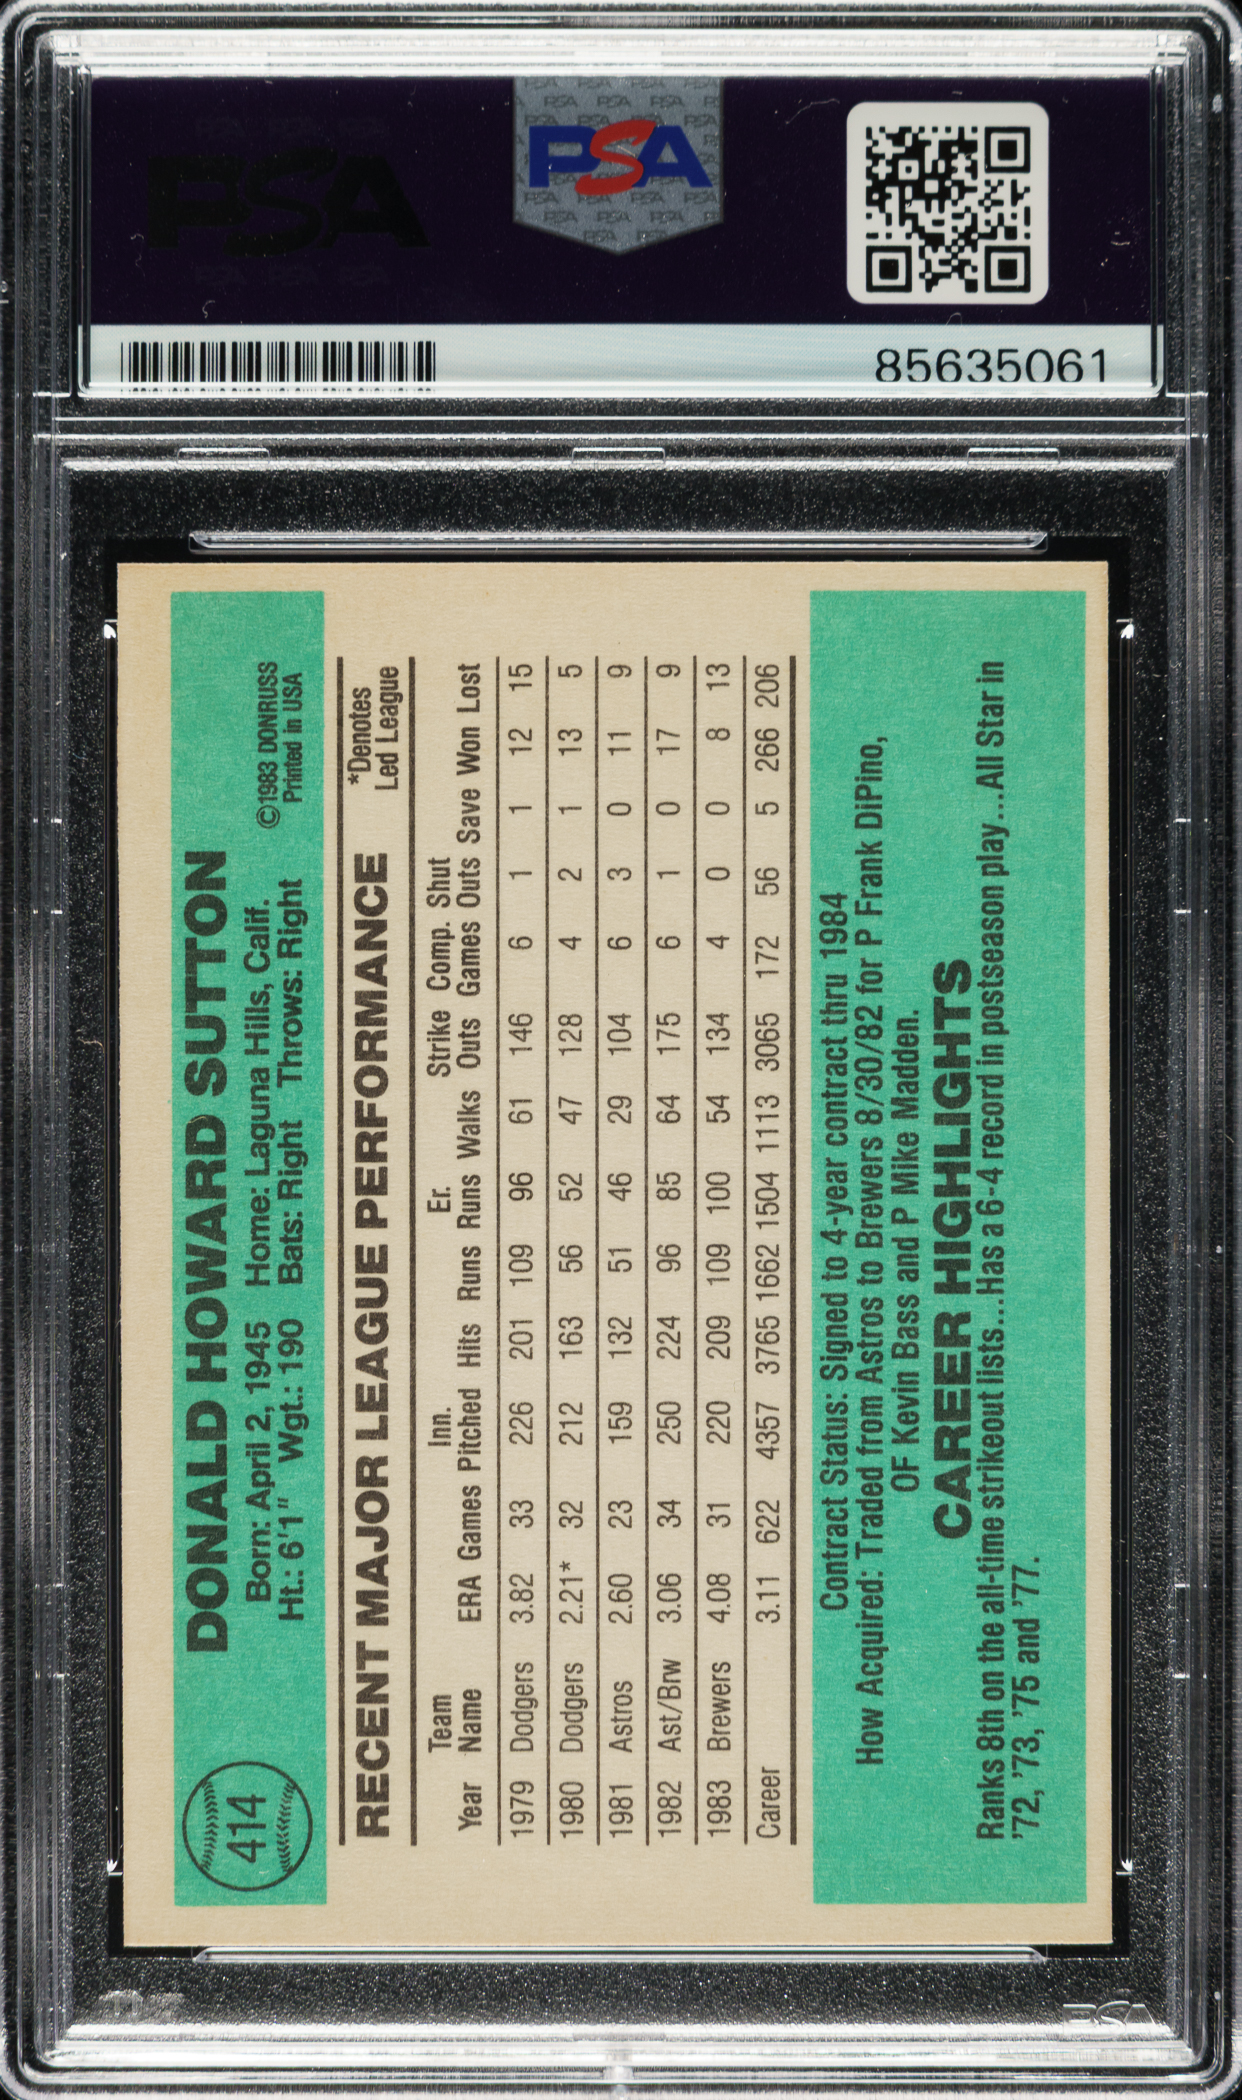 PSA
PSA
85635061
414
DONALD HOWARD SUTTON
Born: April 2, 1945 Home: Laguna Hills, Calif. ©1983 DONRUSS
Ht.: 6'1" Wgt.: 190 Bats: Right Throws: Right Printed in USA
RECENT MAJOR LEAGUE PERFORMANCE
*Denotes
Led League
Team Inn. Er. Strike Comp. Shut
Year Name ERA Games Pitched Hits Runs Runs Walks Outs Games Outs Save Won Lost
1979 Dodgers 3.82 33 226 201 109 96 61 146 6 1 1 12 15
1980 Dodgers 2.21* 32 212 163 56 52 47 128 4 2 1 13 5
1981 Astros 2.60 23 159 132 51 46 29 104 6 3 0 11 9
1982 Ast/Brw 3.06 34 250 224 96 85 64 175 6 1 0 17 9
1983 Brewers 4.08 31 220 209 109 100 54 134 4 0 0 8 13
Career 3.11 622 4357 3765 1662 1504 1113 3065 172 56 5 266 206
Contract Status: Signed to 4-year contract thru 1984
How Acquired: Traded from Astros to Brewers 8/30/82 for P Frank DiPino,
OF Kevin Bass and P Mike Madden.
CAREER HIGHLIGHTS
Ranks 8th on the all-time strikeout lists...Has a 6-4 record in postseason play...All Star in
'72, '73, '75 and '77.
PSA